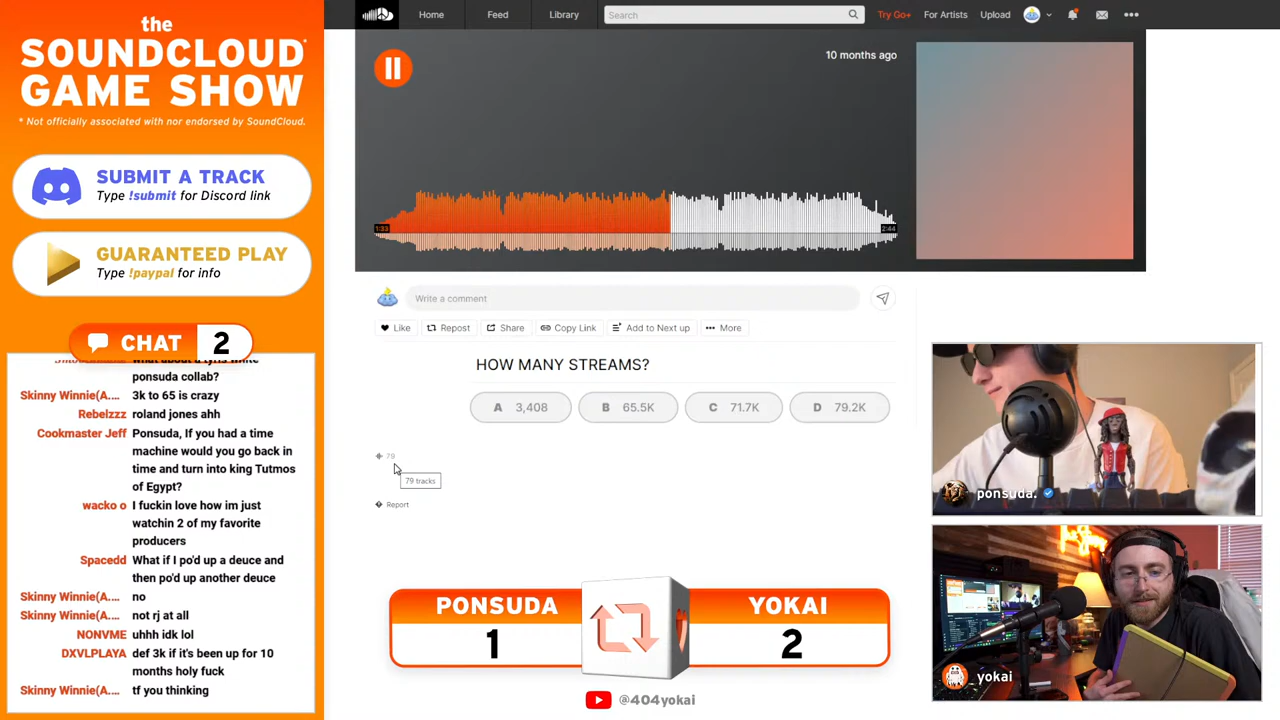 the
SOUNDCLOUD
GAME SHOW
* Not officially associated with nor endorsed by SoundCloud.
SUBMIT A TRACK
Type !submit for Discord link
GUARANTEED PLAY
Type !paypal for info
CHAT 2
ponsuda collab?
Skinny Winnie(A.... 3k to 65 is crazy
Rebelzzz roland jones ahh
Cookmaster Jeff Ponsuda, If you had a time
machine would you go back in
time and turn into king Tutmos
of Egypt?
wacko o I fuckin love how im just
watchin 2 of my favorite
producers
Spacedd What if I po'd up a deuce and
then po'd up another deuce
Skinny Winnie(A.... no
Skinny Winnie(A.... not rj at all
NONVME uhhh idk lol
DXVLPLAYA def 3k if it's been up for 10
months holy fuck
Skinny Winnie(A.... tf you thinking
Home Feed Library Search Try Go+ For Artists Upload
10 months ago
1:33 2:44
Write a comment
Like Repost Share Copy Link Add to Next up More
HOW MANY STREAMS?
A 3,408 B 65.5K C 71.7K D 79.2K
79
79 tracks
Report
PONSUDA
1
YOKAI
2
@404yokai
ponsuda.
yokai